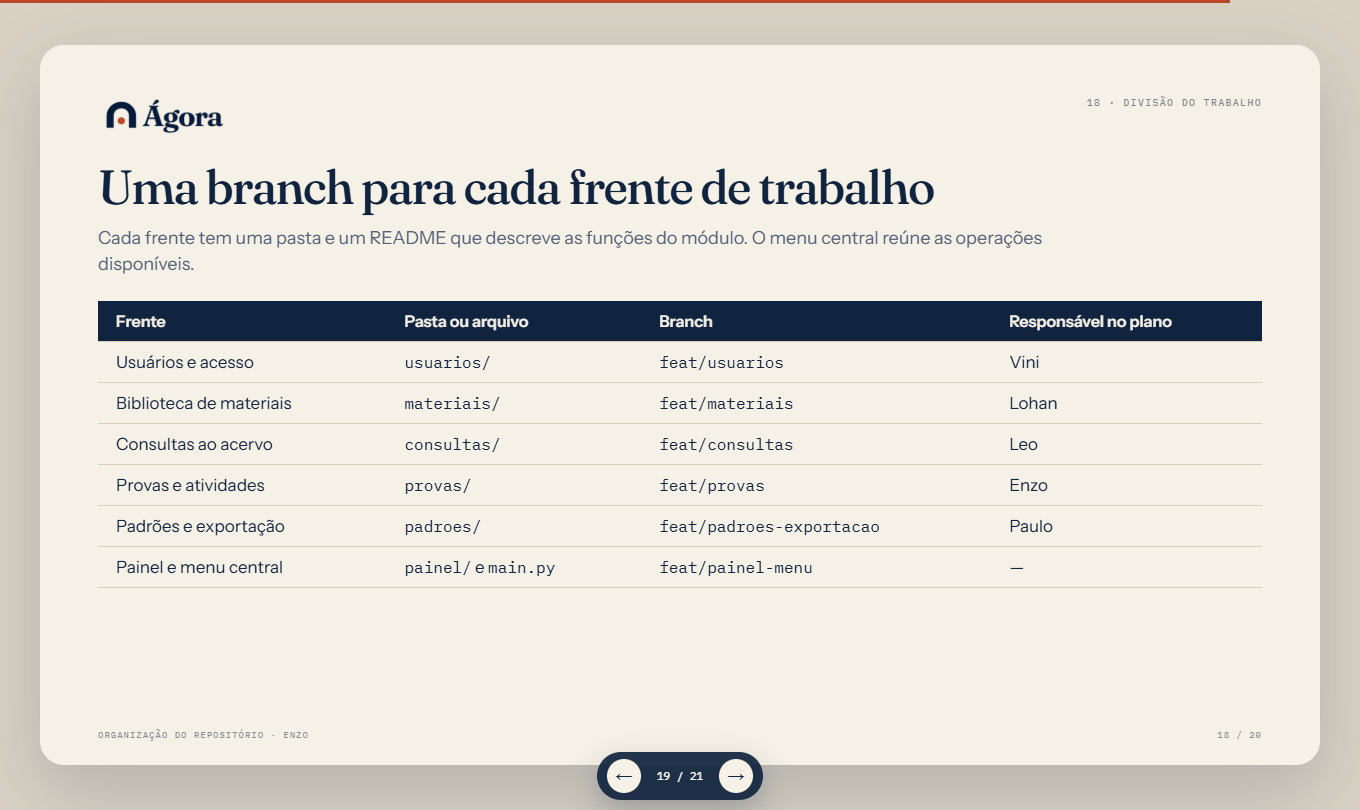 Ágora
18 · DIVISÃO DO TRABALHO
Uma branch para cada frente de trabalho
Cada frente tem uma pasta e um README que descreve as funções do módulo. O menu central reúne as operações
disponíveis.
Frente Pasta ou arquivo Branch Responsável no plano
Usuários e acesso usuarios/ feat/usuarios Vini
Biblioteca de materiais materiais/ feat/materiais Lohan
Consultas ao acervo consultas/ feat/consultas Leo
Provas e atividades provas/ feat/provas Enzo
Padrões e exportação padroes/ feat/padroes-exportacao Paulo
Painel e menu central painel/ e main.py feat/painel-menu —
ORGANIZAÇÃO DO REPOSITÓRIO · ENZO
18 / 20
← 19 / 21 →